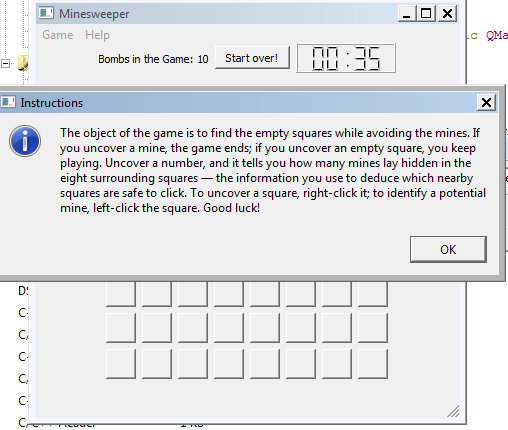 Minesweeper
Game Help
.c QMa
Bombs in the Game: 10 Start over! 00:35
Instructions
The object of the game is to find the empty squares while avoiding the mines. If
you uncover a mine, the game ends; if you uncover an empty square, you keep
playing. Uncover a number, and it tells you how many mines lay hidden in the
eight surrounding squares — the information you use to deduce which nearby
squares are safe to click. To uncover a square, right-click it; to identify a potential
mine, left-click the square. Good luck!
OK